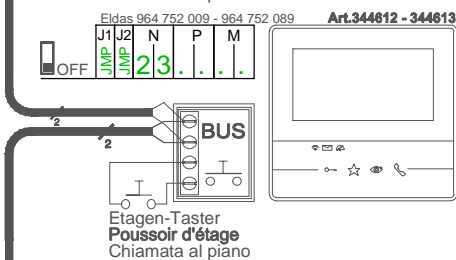 Eldas 964 752 009 - 964 752 089
Art.344612 - 344613
J1 J2 N P M
OFF JMP JMP 2 3 . . . .
2
BUS
2
Etagen-Taster
Poussoir d'étage
Chiamata al piano